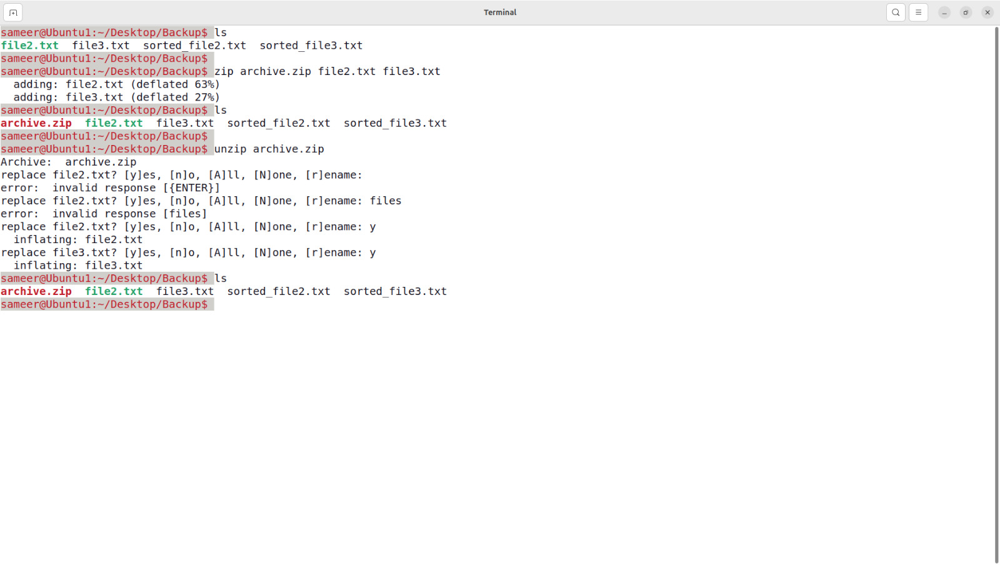 Terminal
sameer@Ubuntu1:~/Desktop/Backup$ ls
file2.txt  file3.txt  sorted_file2.txt  sorted_file3.txt
sameer@Ubuntu1:~/Desktop/Backup$
sameer@Ubuntu1:~/Desktop/Backup$ zip archive.zip file2.txt file3.txt
  adding: file2.txt (deflated 63%)
  adding: file3.txt (deflated 27%)
sameer@Ubuntu1:~/Desktop/Backup$ ls
archive.zip  file2.txt  file3.txt  sorted_file2.txt  sorted_file3.txt
sameer@Ubuntu1:~/Desktop/Backup$
sameer@Ubuntu1:~/Desktop/Backup$ unzip archive.zip
Archive:  archive.zip
replace file2.txt? [y]es, [n]o, [A]ll, [N]one, [r]ename:
error:  invalid response [{ENTER}]
replace file2.txt? [y]es, [n]o, [A]ll, [N]one, [r]ename: files
error:  invalid response [files]
replace file2.txt? [y]es, [n]o, [A]ll, [N]one, [r]ename: y
  inflating: file2.txt
replace file3.txt? [y]es, [n]o, [A]ll, [N]one, [r]ename: y
  inflating: file3.txt
sameer@Ubuntu1:~/Desktop/Backup$ ls
archive.zip  file2.txt  file3.txt  sorted_file2.txt  sorted_file3.txt
sameer@Ubuntu1:~/Desktop/Backup$